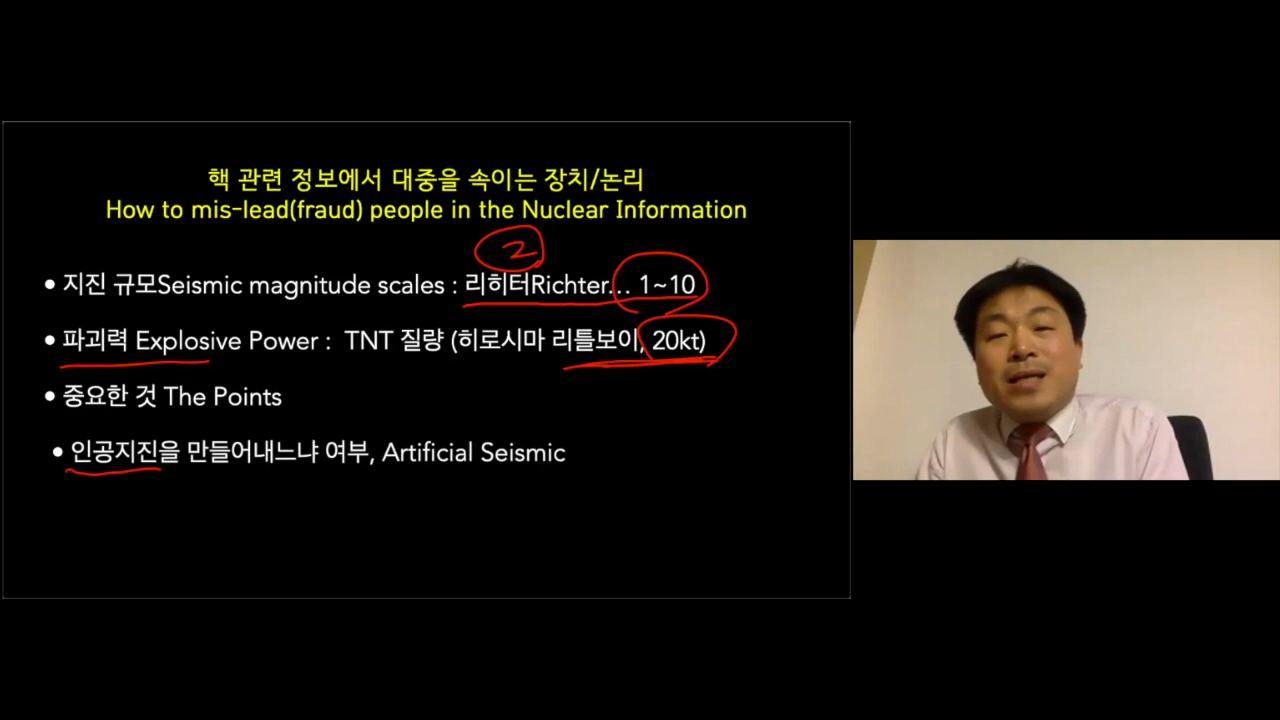 핵 관련 정보에서 대중을 속이는 장치/논리
How to mis-lead(fraud) people in the Nuclear Information
2
• 지진 규모Seismic magnitude scales : 리히터Richter... 1~10
• 파괴력 Explosive Power : TNT 질량 (히로시마 리틀보이, 20kt)
• 중요한 것 The Points
• 인공지진을 만들어내느냐 여부, Artificial Seismic